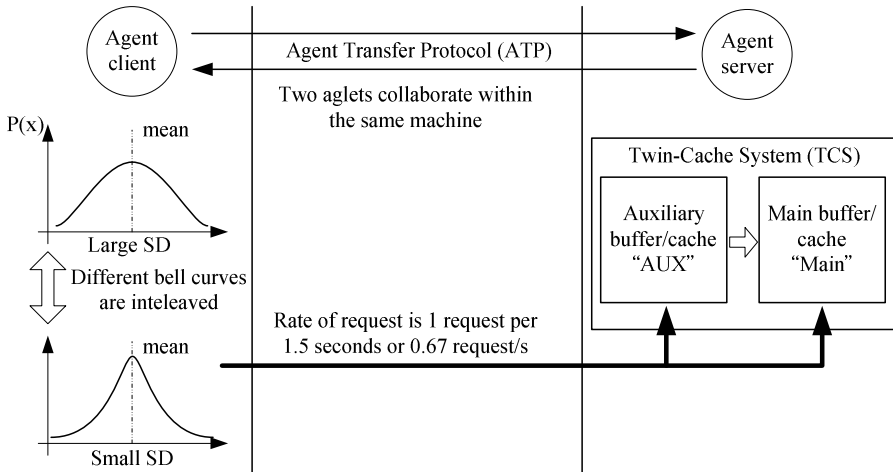 Agent
client
Agent Transfer Protocol (ATP)
Agent
server
Two aglets collaborate within
the same machine
P(x)
mean
Large SD
Different bell curves
are inteleaved
mean
Small SD
Rate of request is 1 request per
1.5 seconds or 0.67 request/s
Twin-Cache System (TCS)
Auxiliary
buffer/cache
“AUX”
Main buffer/
cache
“Main”